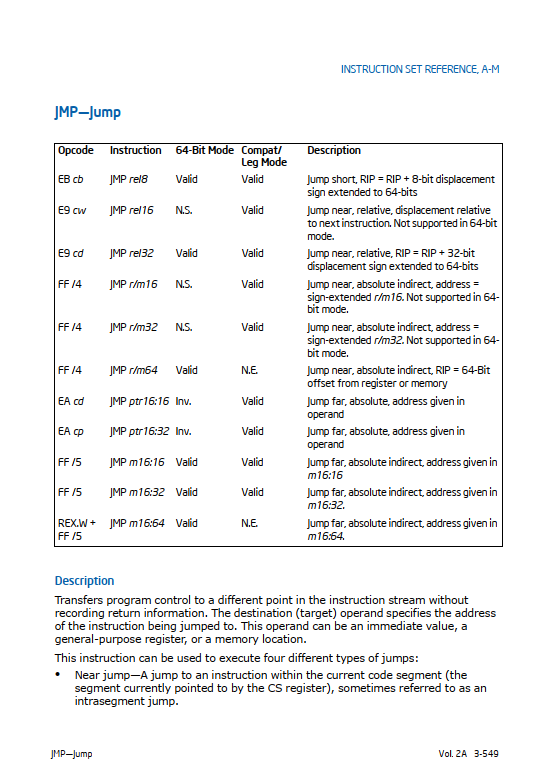 INSTRUCTION SET REFERENCE, A-M
JMP—Jump
Opcode Instruction 64-Bit Mode Compat/ Description
Leg Mode
EB cb JMP rel8 Valid Valid Jump short, RIP = RIP + 8-bit displacement
sign extended to 64-bits
E9 cw JMP rel16 N.S. Valid Jump near, relative, displacement relative
to next instruction. Not supported in 64-bit
mode.
E9 cd JMP rel32 Valid Valid Jump near, relative, RIP = RIP + 32-bit
displacement sign extended to 64-bits
FF /4 JMP r/m16 N.S. Valid Jump near, absolute indirect, address =
sign-extended r/m16. Not supported in 64-
bit mode.
FF /4 JMP r/m32 N.S. Valid Jump near, absolute indirect, address =
sign-extended r/m32. Not supported in 64-
bit mode.
FF /4 JMP r/m64 Valid N.E. Jump near, absolute indirect, RIP = 64-Bit
offset from register or memory
EA cd JMP ptr16:16 Inv. Valid Jump far, absolute, address given in
operand
EA cp JMP ptr16:32 Inv. Valid Jump far, absolute, address given in
operand
FF /5 JMP m16:16 Valid Valid Jump far, absolute indirect, address given in
m16:16
FF /5 JMP m16:32 Valid Valid Jump far, absolute indirect, address given in
m16:32.
REX.W + JMP m16:64 Valid N.E. Jump far, absolute indirect, address given in
FF /5 m16:64.
Description
Transfers program control to a different point in the instruction stream without
recording return information. The destination (target) operand specifies the address
of the instruction being jumped to. This operand can be an immediate value, a
general-purpose register, or a memory location.
This instruction can be used to execute four different types of jumps:
• Near jump—A jump to an instruction within the current code segment (the
segment currently pointed to by the CS register), sometimes referred to as an
intrasegment jump.
JMP—Jump Vol. 2A 3-549